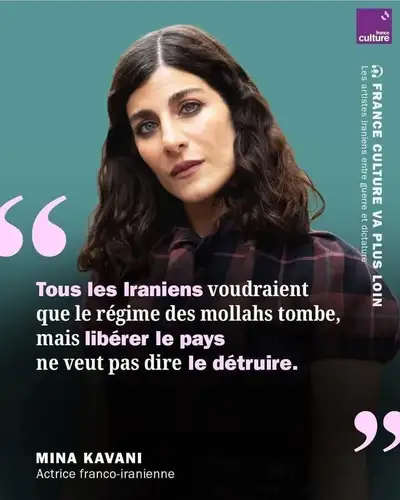 france
culture
FRANCE CULTURE VA PLUS LOIN
Les artistes iraniens entre guerre et dictature
“
Tous les Iraniens voudraient
que le régime des mollahs tombe,
mais libérer le pays
ne veut pas dire le détruire.
”
MINA KAVANI
Actrice franco-iranienne